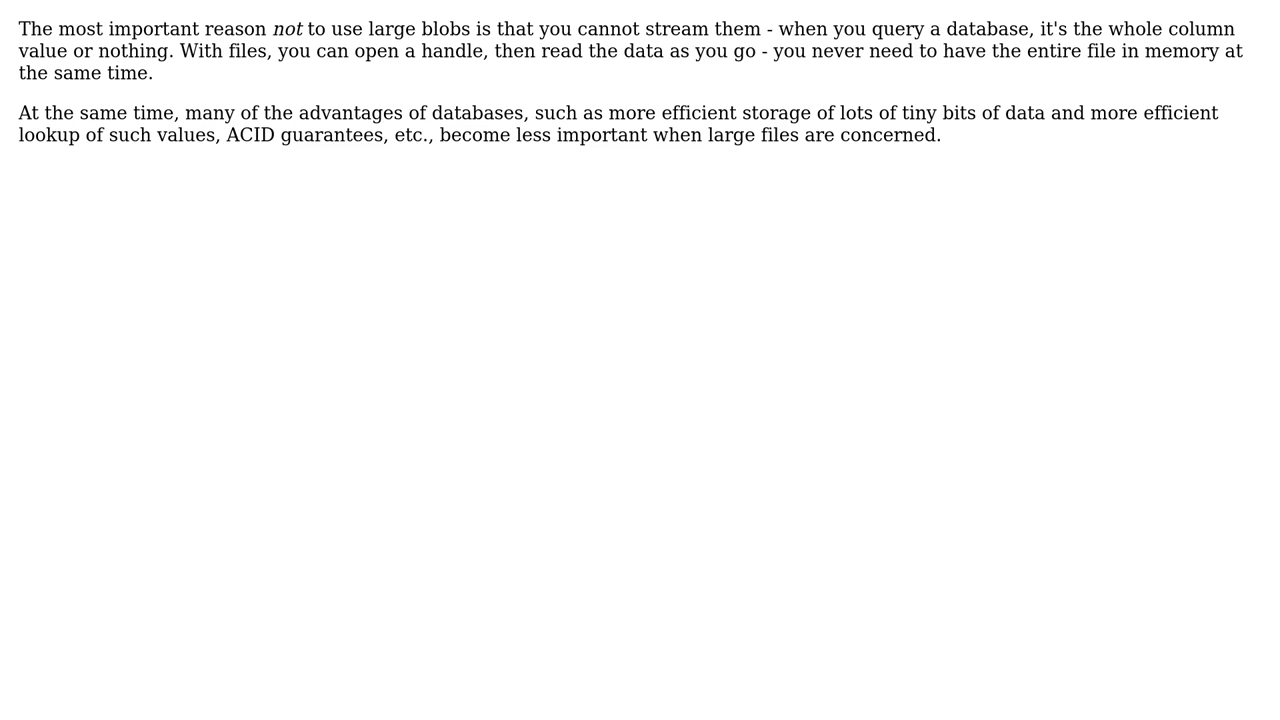 The most important reason not to use large blobs is that you cannot stream them - when you query a database, it's the whole column
value or nothing. With files, you can open a handle, then read the data as you go - you never need to have the entire file in memory at
the same time.
At the same time, many of the advantages of databases, such as more efficient storage of lots of tiny bits of data and more efficient
lookup of such values, ACID guarantees, etc., become less important when large files are concerned.